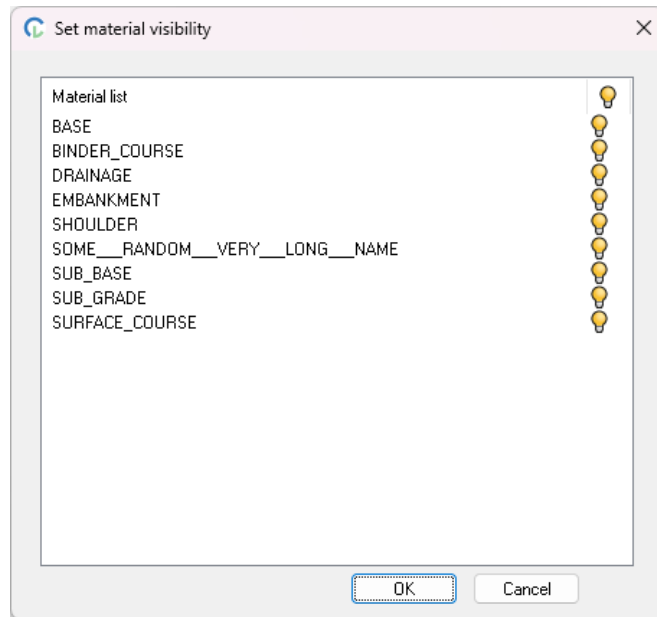 Set material visibility
Material list
BASE
BINDER_COURSE
DRAINAGE
EMBANKMENT
SHOULDER
SOME___RANDOM___VERY___LONG___NAME
SUB_BASE
SUB_GRADE
SURFACE_COURSE
OK
Cancel